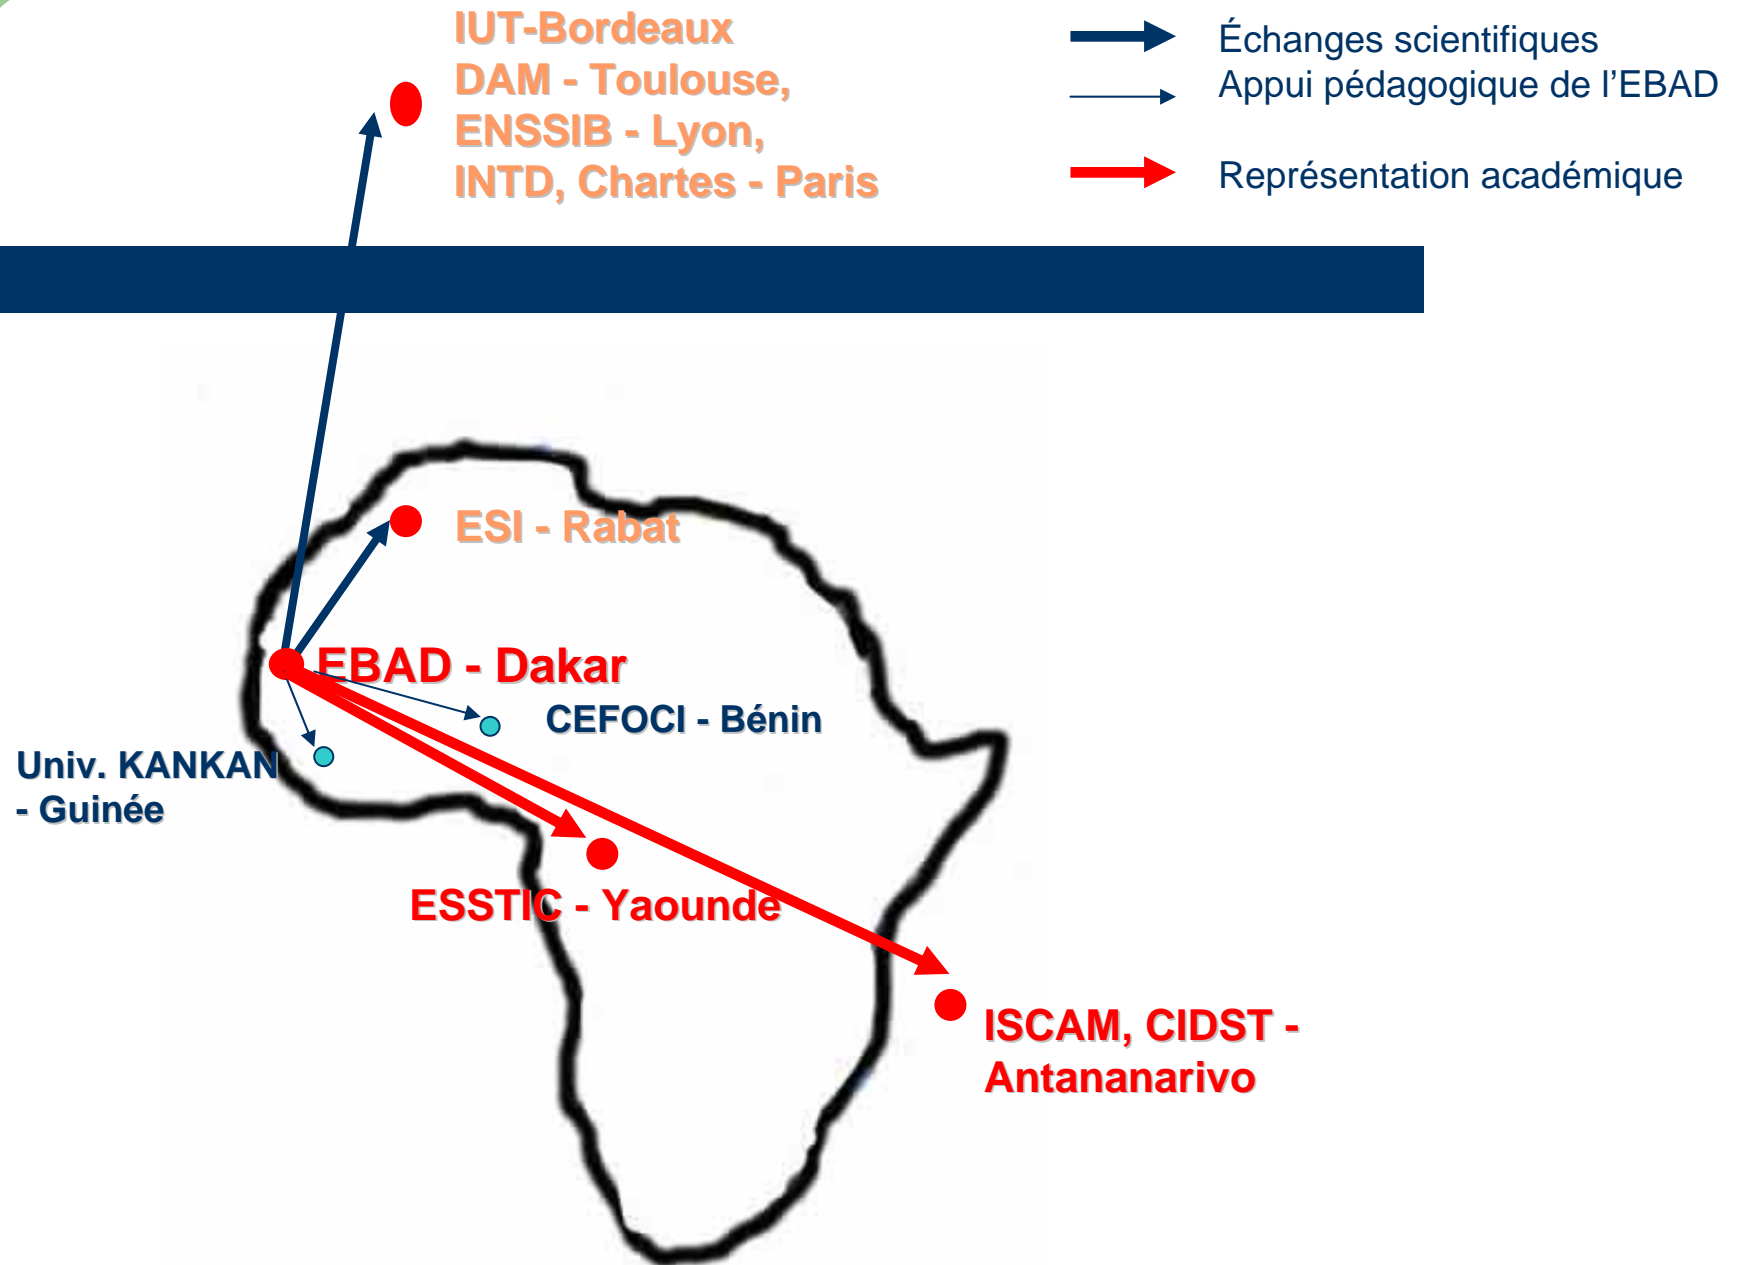 IUT-Bordeaux
DAM - Toulouse,
ENSSIB - Lyon,
INTD, Chartes - Paris
Échanges scientifiques
Appui pédagogique de l’EBAD
Représentation académique
ESI - Rabat
EBAD - Dakar
CEFOCI - Bénin
Univ. KANKAN
- Guinée
ESSTIC - Yaounde
ISCAM, CIDST -
Antananarivo